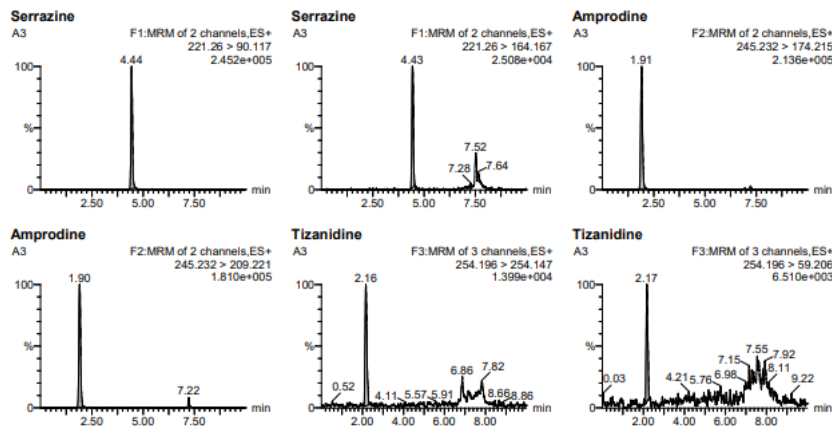 Serrazine
A3 F1:MRM of 2 channels,ES+
221.26 > 90.117
2.452e+005
4.44
100
%
0
2.50 5.00 7.50 min
Serrazine
A3 F1:MRM of 2 channels,ES+
221.26 > 164.167
2.508e+004
4.43
100
%
7.52
7.28 7.64
0
2.50 5.00 7.50 min
Amprodine
A3 F2:MRM of 2 channels,ES+
245.232 > 174.215
2.136e+005
1.91
100
%
0
2.50 5.00 7.50 min
Amprodine
A3 F2:MRM of 2 channels,ES+
245.232 > 209.221
1.810e+005
1.90
100
%
7.22
0
2.50 5.00 7.50 min
Tizanidine
A3 F3:MRM of 3 channels,ES+
254.196 > 254.147
1.399e+004
2.16
100
%
6.86 7.82
0.52 4.11 5.57 5.91 8.66 8.86
0
2.00 4.00 6.00 8.00 min
Tizanidine
A3 F3:MRM of 3 channels,ES+
254.196 > 59.206
6.510e+003
2.17
100
%
7.55
7.15 7.92
0.03 4.21 5.76 6.98 8.11 9.22
0
2.00 4.00 6.00 8.00 min